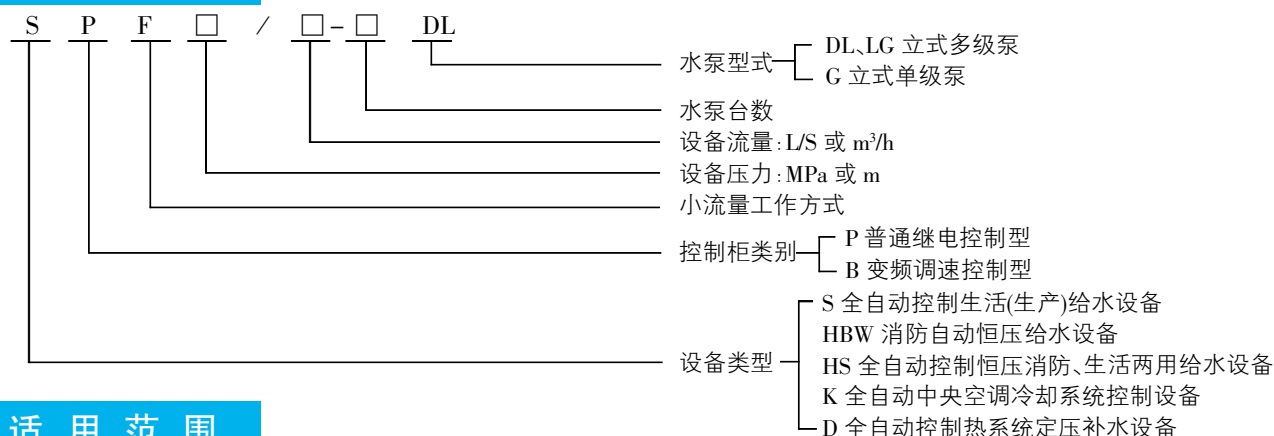 S P F □ / □-□ DL
水泵型式
DL、LG 立式多级泵
G 立式单级泵
水泵台数
设备流量:L/S 或 m³/h
设备压力:MPa 或 m
小流量工作方式
控制柜类别
P 普通继电控制型
B 变频调速控制型
设备类型
S 全自动控制生活(生产)给水设备
HBW 消防自动恒压给水设备
HS 全自动控制恒压消防、生活两用给水设备
K 全自动中央空调冷却系统控制设备
D 全自动控制热系统定压补水设备
适用范围